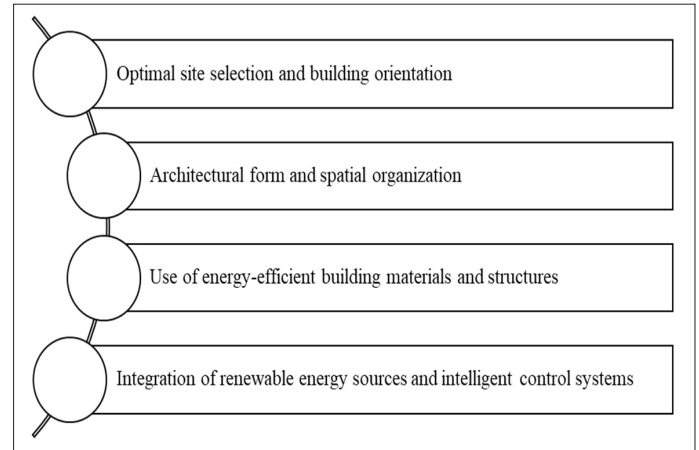 Optimal site selection and building orientation
Architectural form and spatial organization
Use of energy-efficient building materials and structures
Integration of renewable energy sources and intelligent control systems